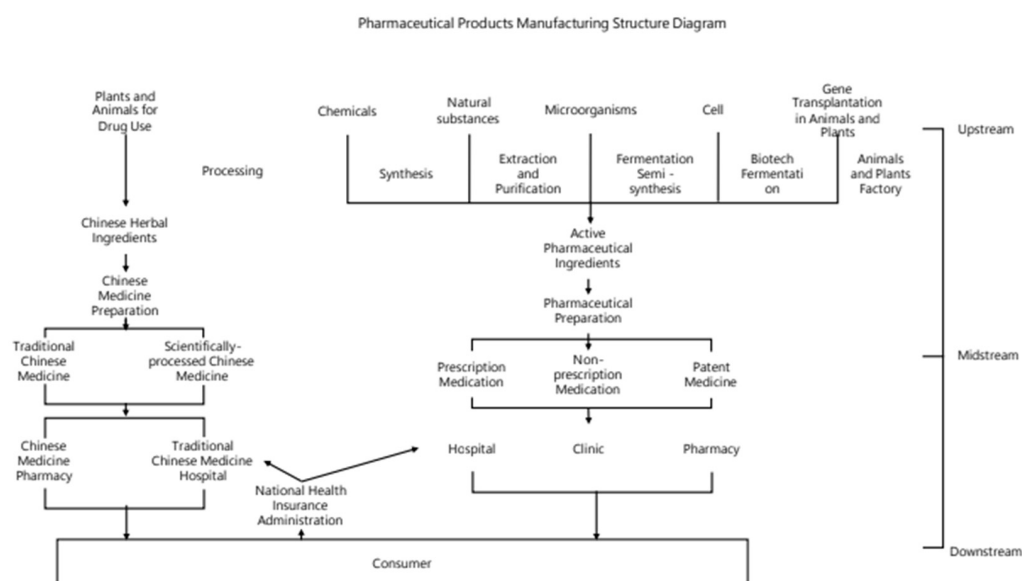 Pharmaceutical Products Manufacturing Structure Diagram
Plants and
Animals for
Drug Use
Chemicals
Natural
substances
Microorganisms
Cell
Gene
Transplantation
in Animals and
Plants
Upstream
Processing
Synthesis
Extraction
and
Purification
Fermentation
Semi -
synthesis
Biotech
Fermentati
on
Animals
and Plants
Factory
Chinese Herbal
Ingredients
Active
Pharmaceutical
Ingredients
Chinese
Medicine
Preparation
Pharmaceutical
Preparation
Traditional
Chinese
Medicine
Scientifically-
processed Chinese
Medicine
Prescription
Medication
Non-
prescription
Medication
Patent
Medicine
Midstream
Chinese
Medicine
Pharmacy
Traditional
Chinese Medicine
Hospital
Hospital
Clinic
Pharmacy
National Health
Insurance
Administration
Downstream
Consumer